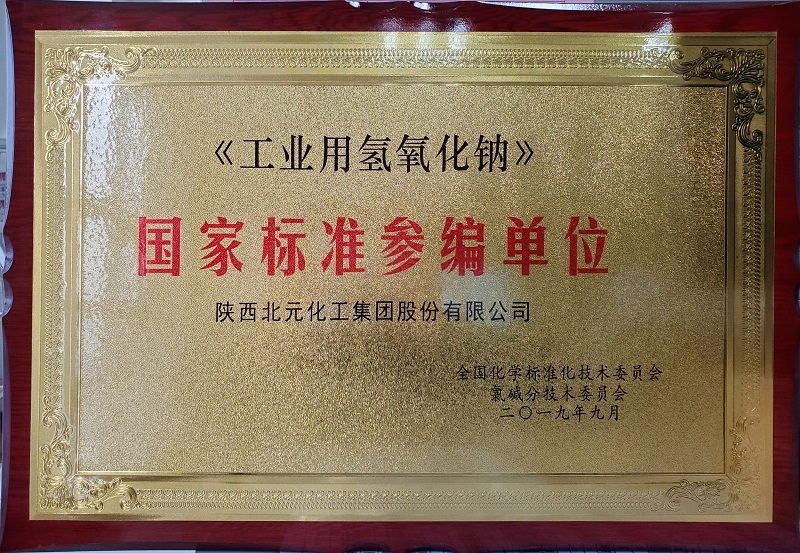 《工业用氢氧化钠》
国家标准参编单位
陕西北元化工集团股份有限公司
全国化学标准化技术委员会
氯碱分技术委员会
二〇一九年九月